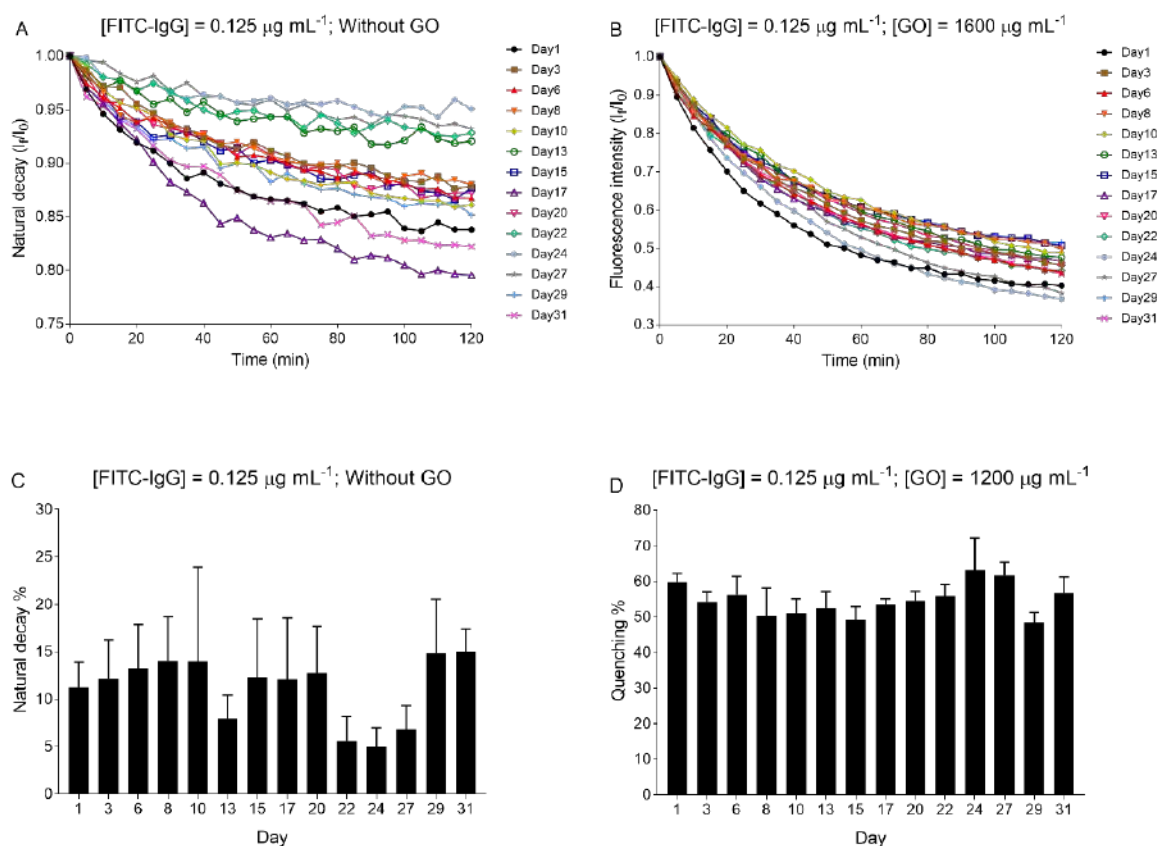 A
[FITC-IgG] = 0.125 μg mL⁻¹; Without GO
Natural decay (Iₜ/I₀)
1.00
0.95
0.90
0.85
0.80
0.75
0
20
40
60
80
100
120
Time (min)
Day1
Day3
Day6
Day8
Day10
Day13
Day15
Day17
Day20
Day22
Day24
Day27
Day29
Day31
B
[FITC-IgG] = 0.125 μg mL⁻¹; [GO] = 1600 μg mL⁻¹
Fluorescence intensity (Iₜ/I₀)
1.0
0.9
0.8
0.7
0.6
0.5
0.4
0.3
0
20
40
60
80
100
120
Time (min)
Day1
Day3
Day6
Day8
Day10
Day13
Day15
Day17
Day20
Day22
Day24
Day27
Day29
Day31
C
[FITC-IgG] = 0.125 μg mL⁻¹; Without GO
Natural decay %
30
25
20
15
10
5
0
1 3 6 8 10 13 15 17 20 22 24 27 29 31
Day
D
[FITC-IgG] = 0.125 μg mL⁻¹; [GO] = 1200 μg mL⁻¹
Quenching %
80
70
60
50
40
30
20
10
0
1 3 6 8 10 13 15 17 20 22 24 27 29 31
Day